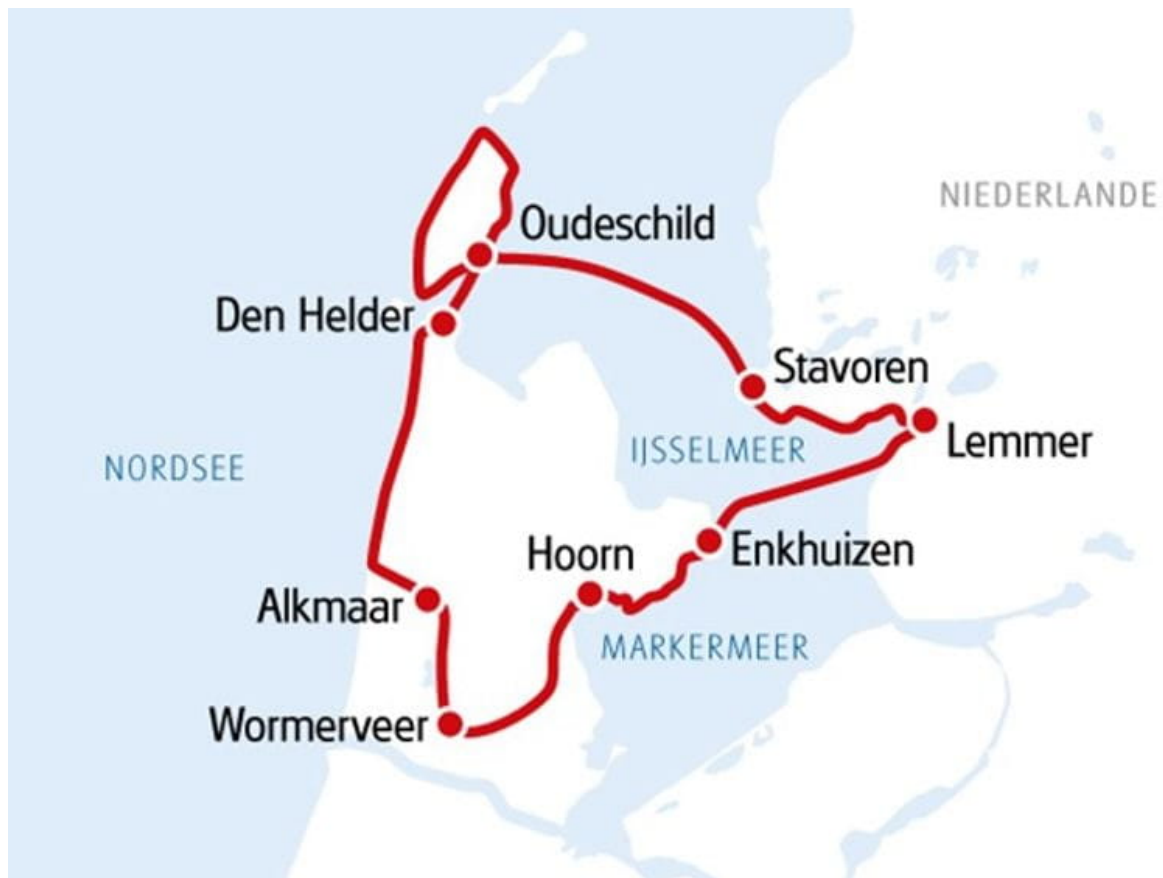 NIEDERLANDE
Oudeschild
Den Helder
Stavoren
Lemmer
IJSSELMEER
NORDSEE
Hoorn
Enkhuizen
Alkmaar
MARKERMEER
Wormerveer